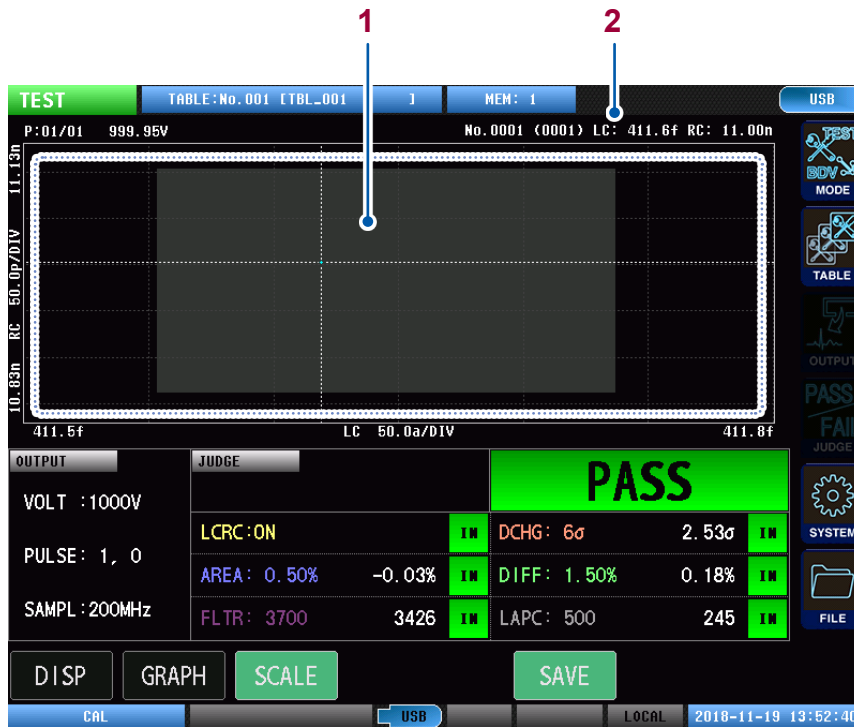 1 2
TEST TABLE:No.001 [TBL_001 ] MEM: 1 USB
P:01/01 999.95V No.0001 (0001) LC: 411.6f RC: 11.00n
11.13n
RC 50.0p/DIV
10.83n
411.5f LC 50.0a/DIV 411.8f
TEST
BDV
MODE
TABLE
OUTPUT
PASS
FAIL
JUDGE
SYSTEM
FILE
OUTPUT
VOLT :1000V
PULSE: 1, 0
SAMPL:200MHz
JUDGE
PASS
LCRC:ON IN DCHG: 6σ 2.53σ IN
AREA: 0.50% -0.03% IN DIFF: 1.50% 0.18% IN
FLTR: 3700 3426 IN LAPC: 500 245 IN
DISP GRAPH SCALE SAVE
CAL USB LOCAL 2018-11-19 13:52:40